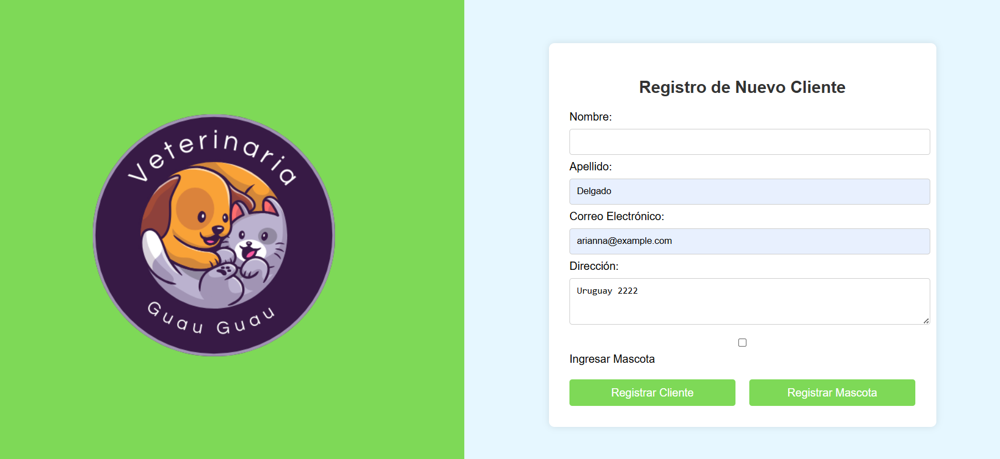 Veterinaria
Guau Guau
Registro de Nuevo Cliente
Nombre:
Apellido:
Delgado
Correo Electrónico:
arianna@example.com
Dirección:
Uruguay 2222
Ingresar Mascota
Registrar Cliente
Registrar Mascota